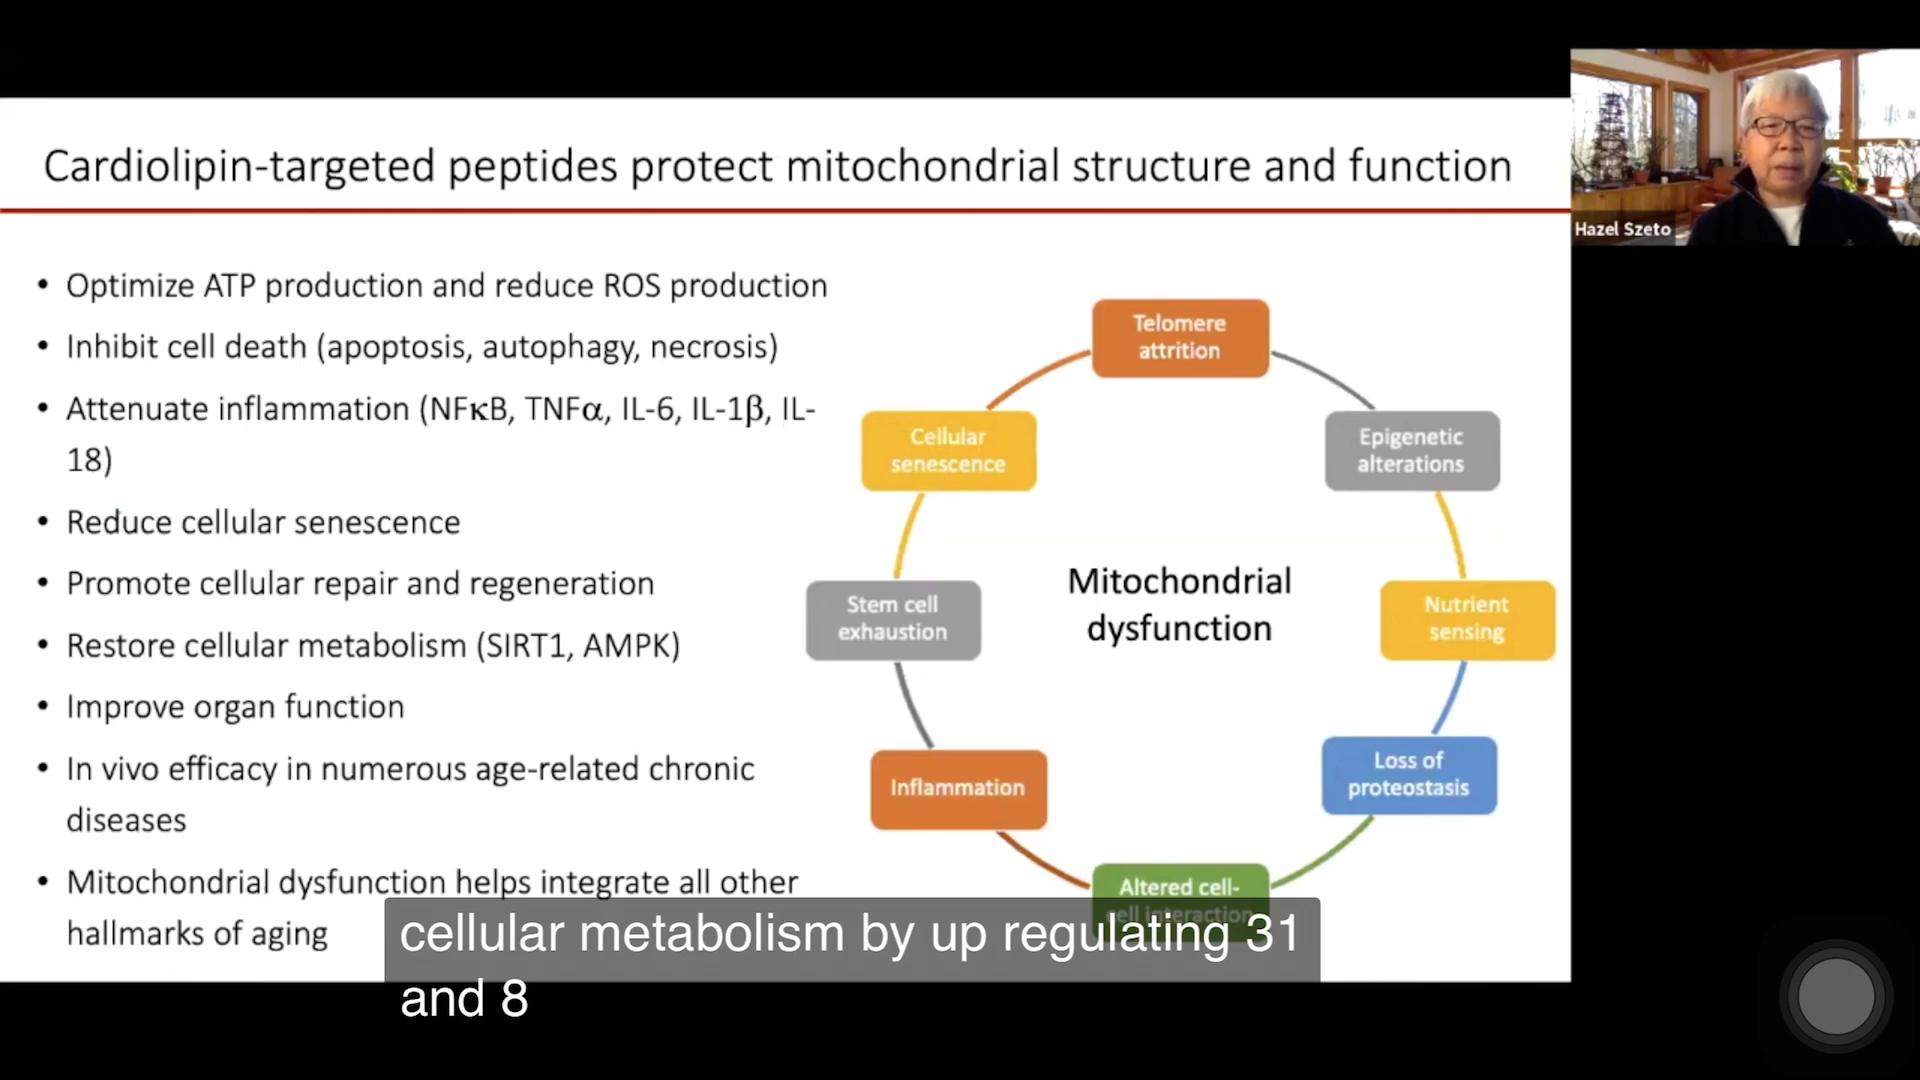 Cardiolipin-targeted peptides protect mitochondrial structure and function
Hazel Szeto
• Optimize ATP production and reduce ROS production
• Inhibit cell death (apoptosis, autophagy, necrosis)
• Attenuate inflammation (NFκB, TNFα, IL-6, IL-1β, IL-
18)
• Reduce cellular senescence
• Promote cellular repair and regeneration
• Restore cellular metabolism (SIRT1, AMPK)
• Improve organ function
• In vivo efficacy in numerous age-related chronic
diseases
• Mitochondrial dysfunction helps integrate all other
hallmarks of aging
Telomere
attrition
Epigenetic
alterations
Nutrient
sensing
Loss of
proteostasis
Altered cell-
cell interaction
Inflammation
Stem cell
exhaustion
Cellular
senescence
Mitochondrial
dysfunction
cellular metabolism by up regulating 31
and 8